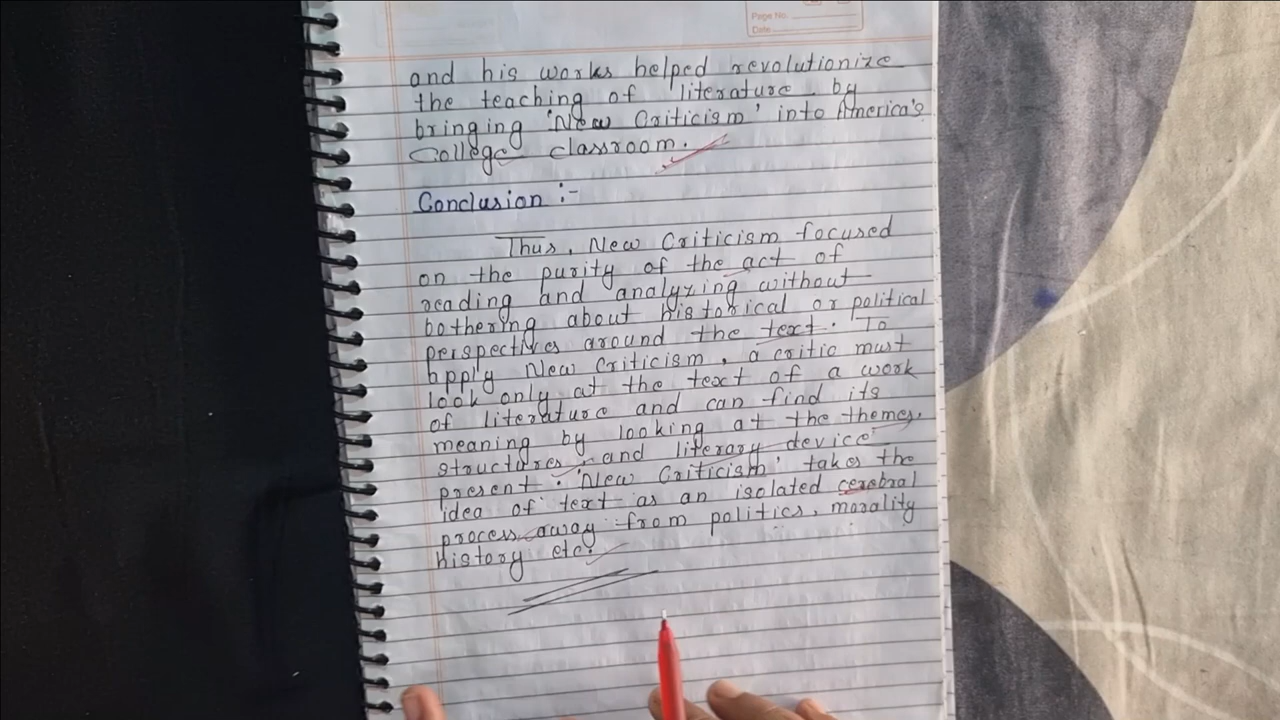 Page No.
Date
and his works helped revolutionize
the teaching of literature by
bringing 'New Criticism' into America's
College classroom.
Conclusion :-
Thus, New Criticism focused
on the purity of the act of
reading and analyzing without
bothering about historical or political
perspectives around the text. To
apply New Criticism, a critic must
look only at the text of a work
of literature and can find its
meaning by looking at the themes,
structures and literary device
present. 'New Criticism' takes the
idea of text as an isolated cerebral
process away from politics, morality
history etc.